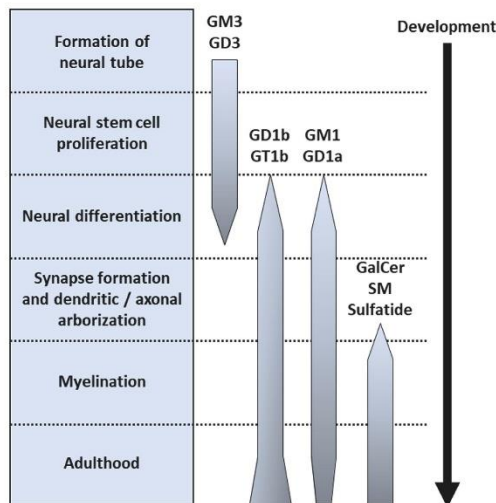 Formation of
neural tube
GM3
GD3
Development
Neural stem cell
proliferation
GD1b
GT1b
GM1
GD1a
Neural differentiation
Synapse formation
and dendritic / axonal
arborization
GalCer
SM
Sulfatide
Myelination
Adulthood